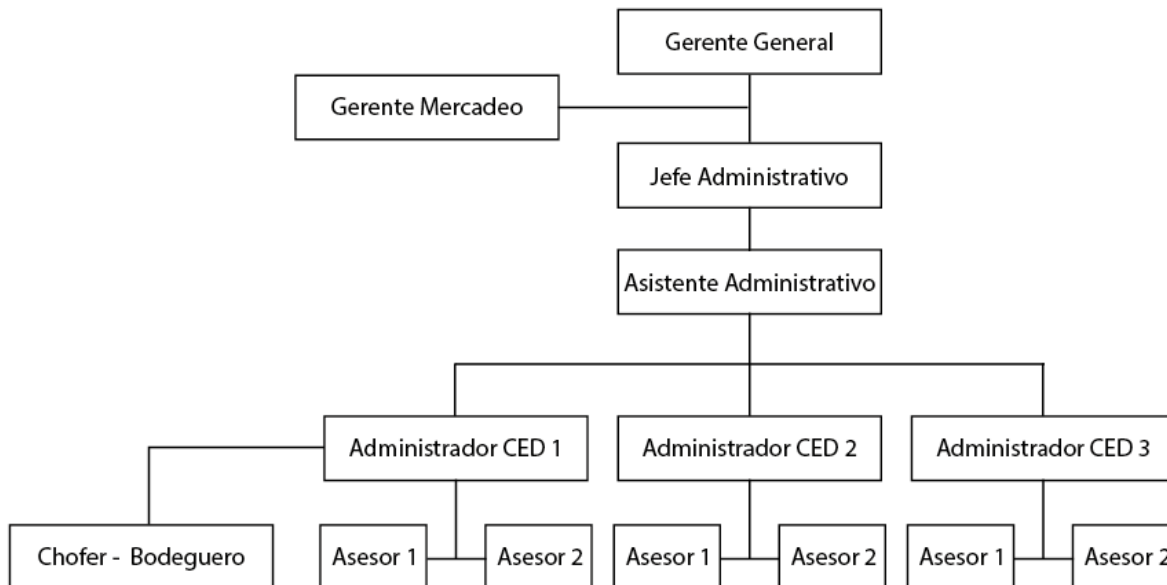 Gerente General
Gerente Mercadeo
Jefe Administrativo
Asistente Administrativo
Administrador CED 1
Administrador CED 2
Administrador CED 3
Chofer - Bodeguero
Asesor 1
Asesor 2
Asesor 1
Asesor 2
Asesor 1
Asesor 2